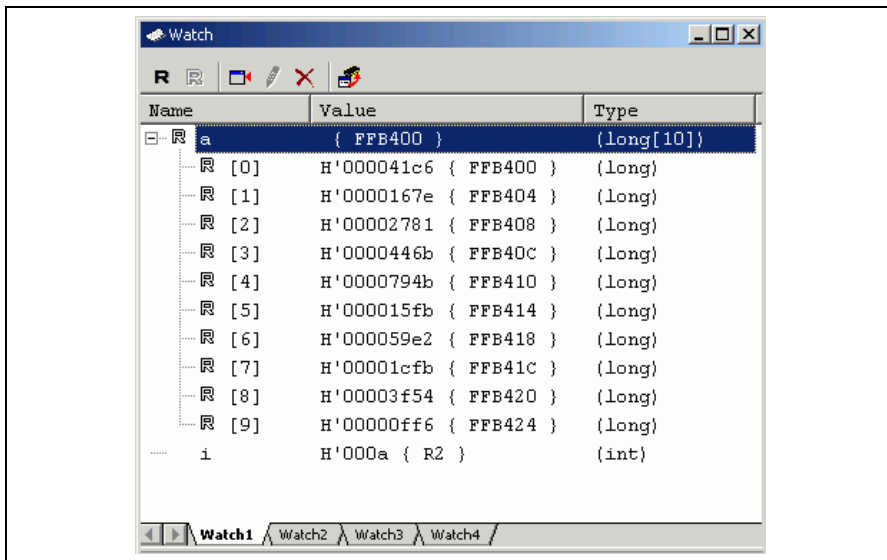 Watch
R R
Name Value Type
R a { FFB400 } (long[10])
R [0] H'000041c6 { FFB400 } (long)
R [1] H'0000167e { FFB404 } (long)
R [2] H'00002781 { FFB408 } (long)
R [3] H'0000446b { FFB40C } (long)
R [4] H'0000794b { FFB410 } (long)
R [5] H'000015fb { FFB414 } (long)
R [6] H'000059e2 { FFB418 } (long)
R [7] H'00001cfb { FFB41C } (long)
R [8] H'00003f54 { FFB420 } (long)
R [9] H'00000ff6 { FFB424 } (long)
i H'000a { R2 } (int)
Watch1 Watch2 Watch3 Watch4